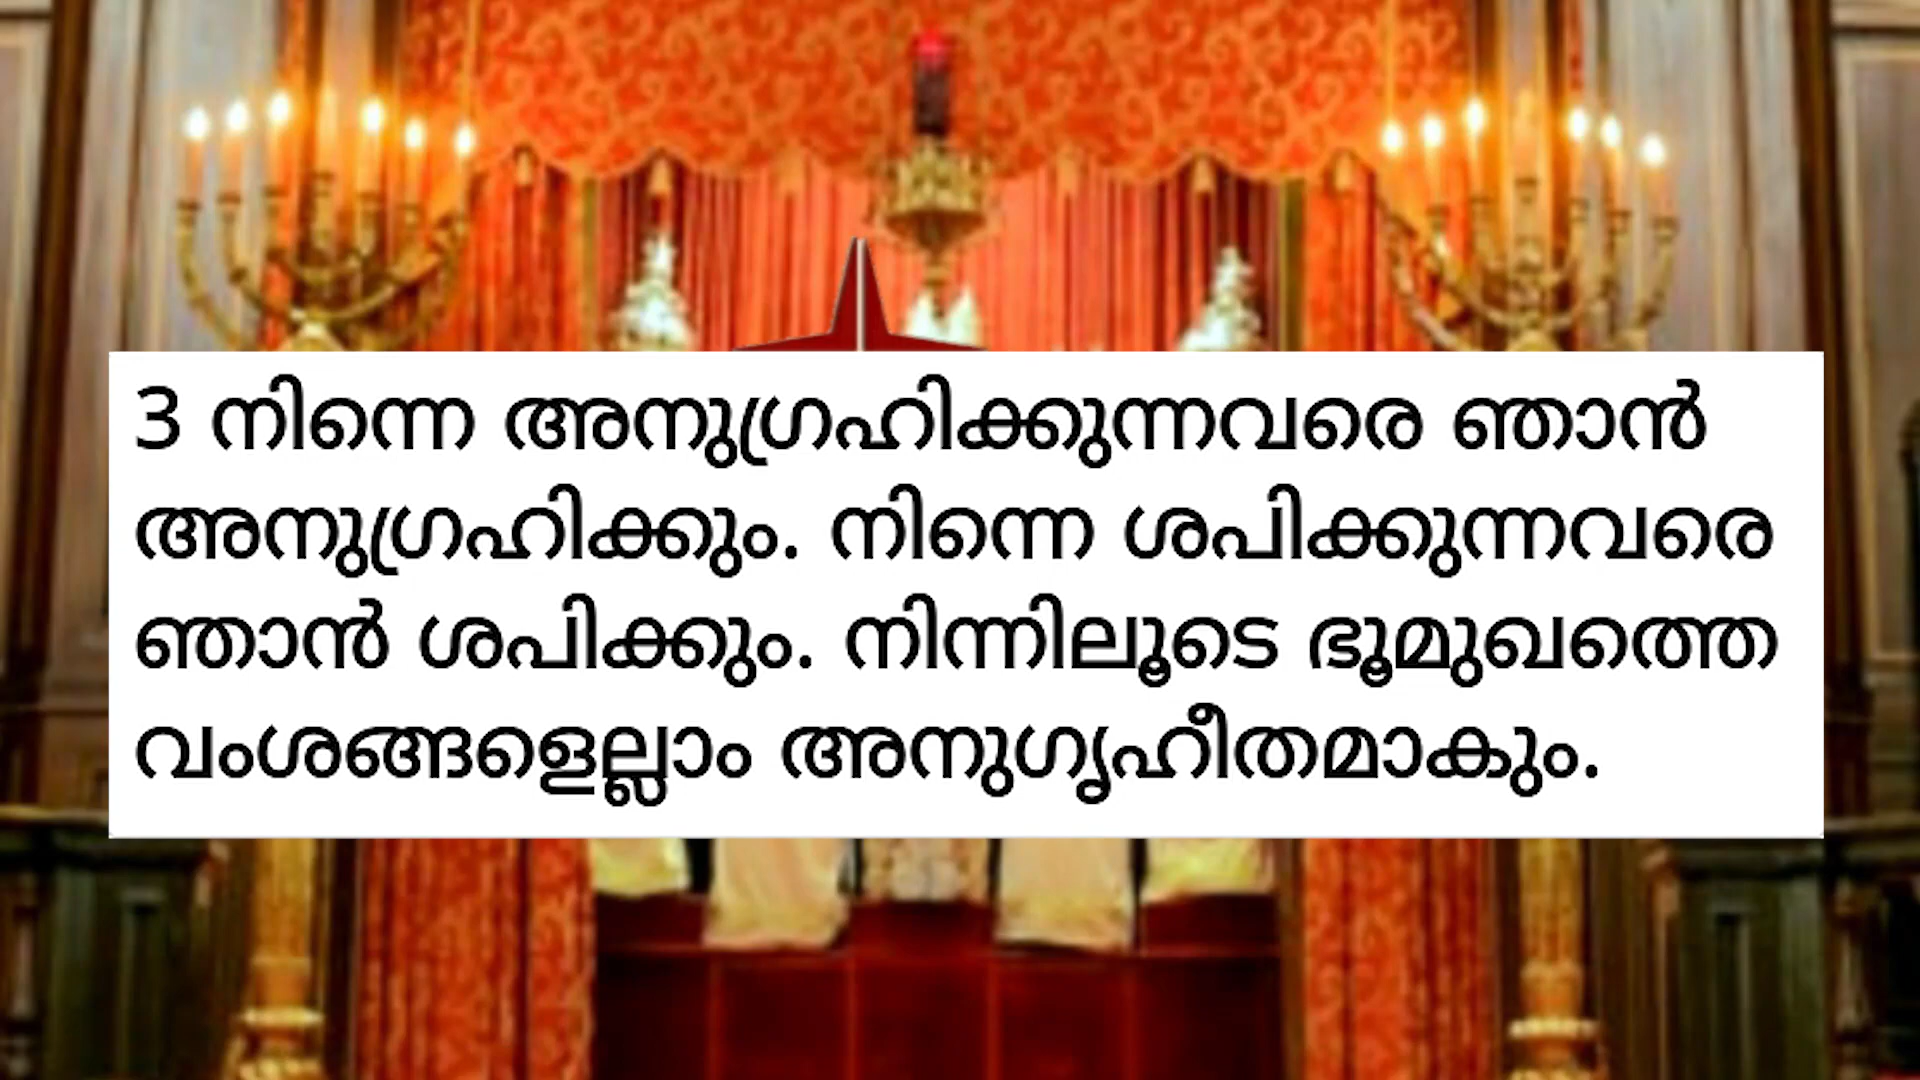 3 നിന്നെ അനുഗ്രഹിക്കുന്നവരെ ഞാൻ
അനുഗ്രഹിക്കും. നിന്നെ ശപിക്കുന്നവരെ
ഞാൻ ശപിക്കും. നിന്നിലൂടെ ഭൂമുഖത്തെ
വംശങ്ങളെല്ലാം അനുഗൃഹീതമാകും.